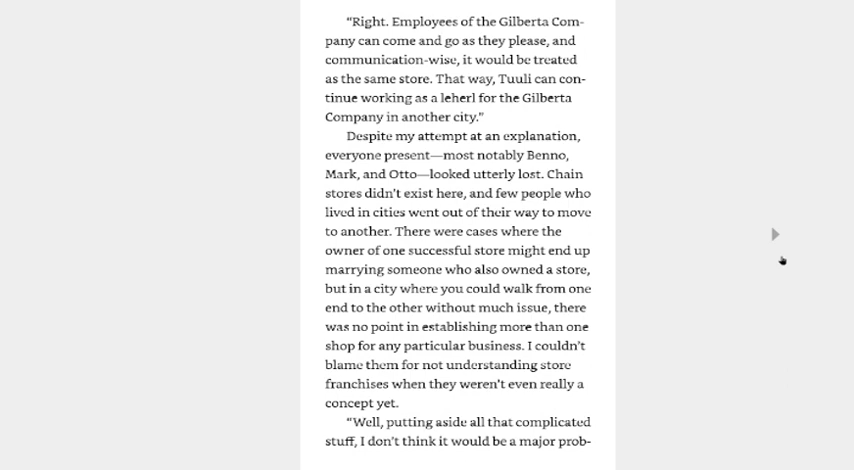 “Right. Employees of the Gilberta Com-
pany can come and go as they please, and
communication-wise, it would be treated
as the same store. That way, Tuuli can con-
tinue working as a leherl for the Gilberta
Company in another city.”
Despite my attempt at an explanation,
everyone present—most notably Benno,
Mark, and Otto—looked utterly lost. Chain
stores didn’t exist here, and few people who
lived in cities went out of their way to move
to another. There were cases where the
owner of one successful store might end up
marrying someone who also owned a store,
but in a city where you could walk from one
end to the other without much issue, there
was no point in establishing more than one
shop for any particular business. I couldn’t
blame them for not understanding store
franchises when they weren’t even really a
concept yet.
“Well, putting aside all that complicated
stuff, I don’t think it would be a major prob-